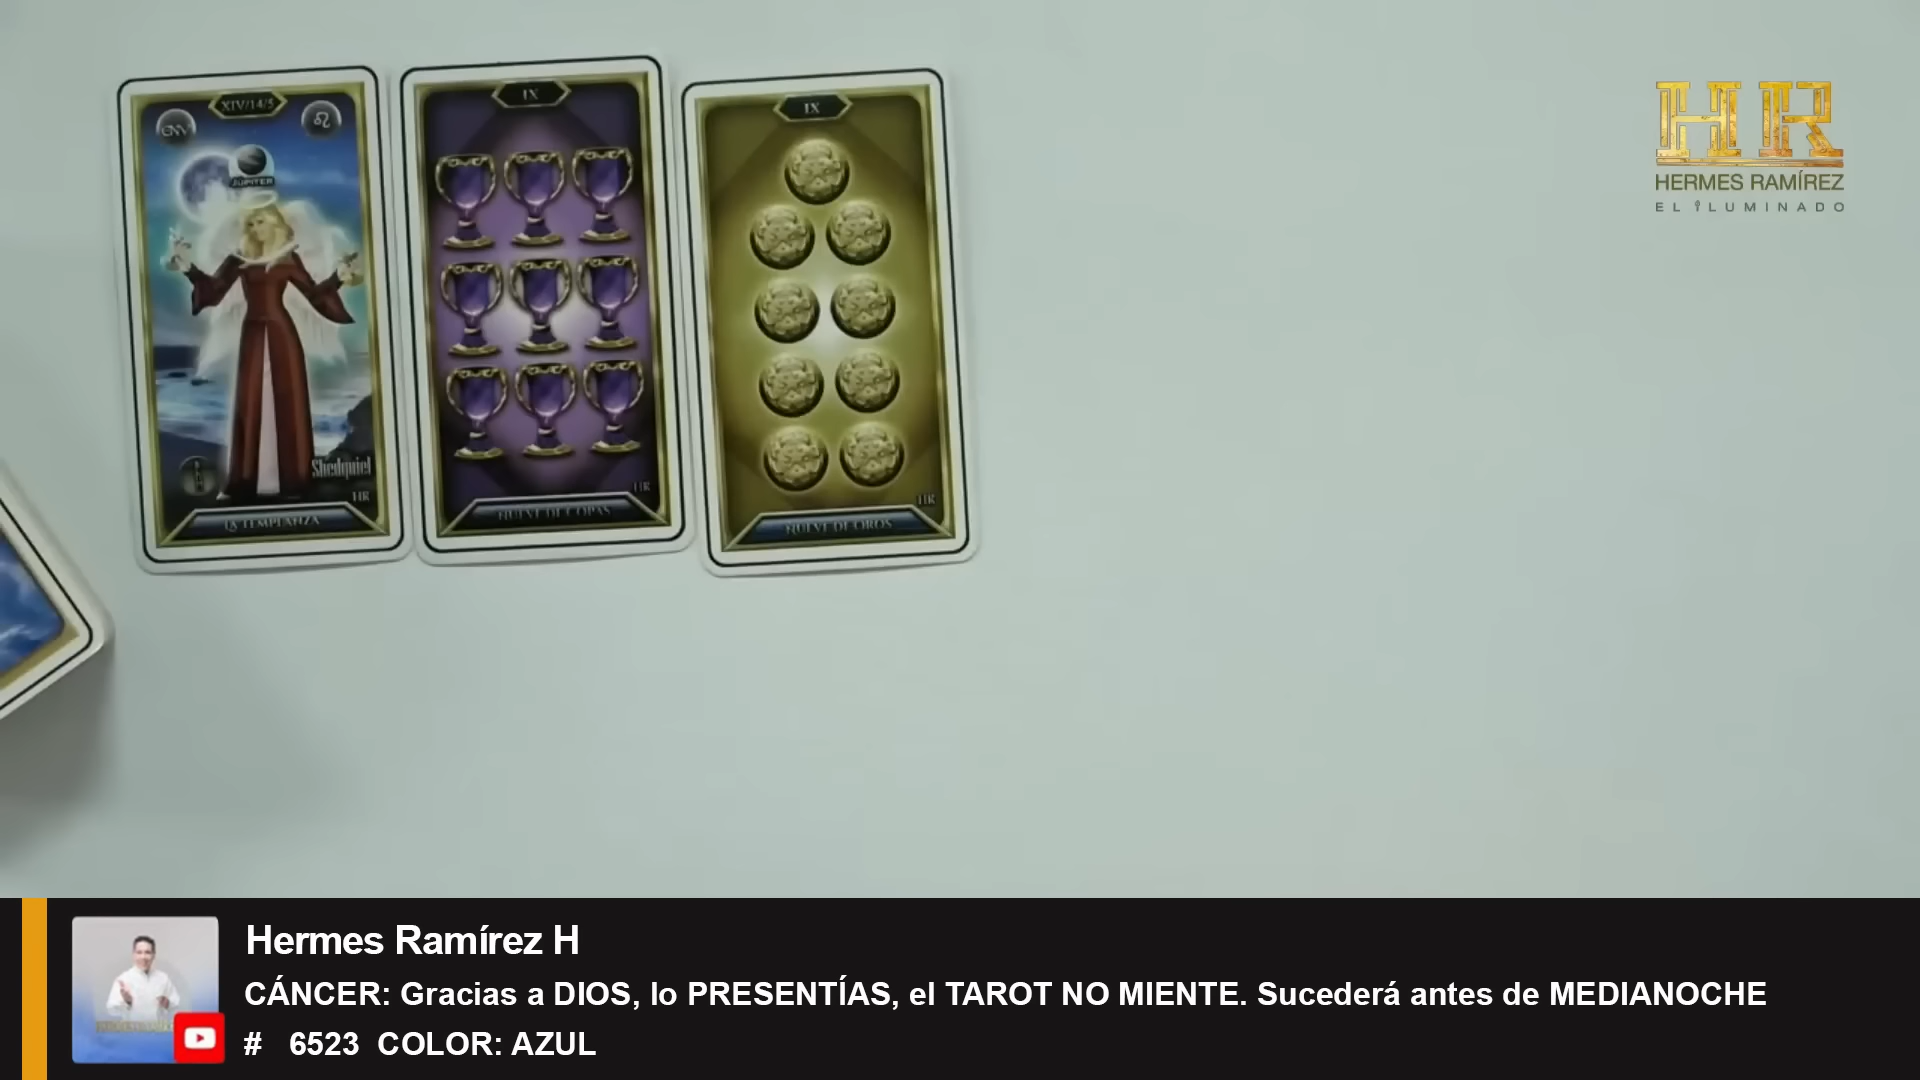 XIV/14/5
JUPITER
Shedquiel
HR
LA TEMPLANZA
IX
HR
NUEVE DE COPAS
IX
HR
NUEVE DE OROS
HR
HERMES RAMÍREZ
EL ILUMINADO
Hermes Ramírez H
CÁNCER: Gracias a DIOS, lo PRESENTÍAS, el TAROT NO MIENTE. Sucederá antes de MEDIANOCHE
# 6523 COLOR: AZUL